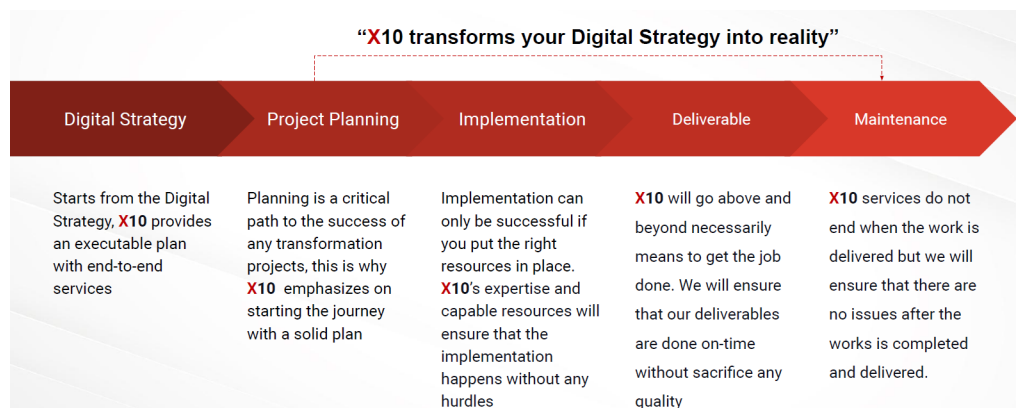 “X10 transforms your Digital Strategy into reality”
Digital Strategy
Project Planning
Implementation
Deliverable
Maintenance
Starts from the Digital
Strategy, X10 provides
an executable plan
with end-to-end
services
Planning is a critical
path to the success of
any transformation
projects, this is why
X10 emphasizes on
starting the journey
with a solid plan
Implementation can
only be successful if
you put the right
resources in place.
X10’s expertise and
capable resources will
ensure that the
implementation
happens without any
hurdles
X10 will go above and
beyond necessarily
means to get the job
done. We will ensure
that our deliverables
are done on-time
without sacrifice any
quality
X10 services do not
end when the work is
delivered but we will
ensure that there are
no issues after the
works is completed
and delivered.